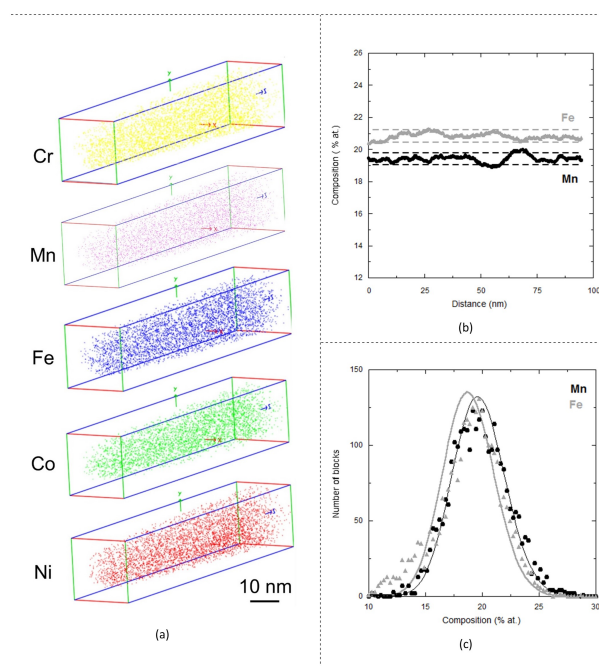 Cr
Mn
Fe
Co
Ni
y
x
z
10 nm
(a)
Composition ( % at.)
26
24
22
20
18
16
14
12
Fe
Mn
0 25 50 75 100
Distance (nm)
(b)
Number of blocks
150
100
50
0
Mn
Fe
10 15 20 25 30
Composition (% at.)
(c)